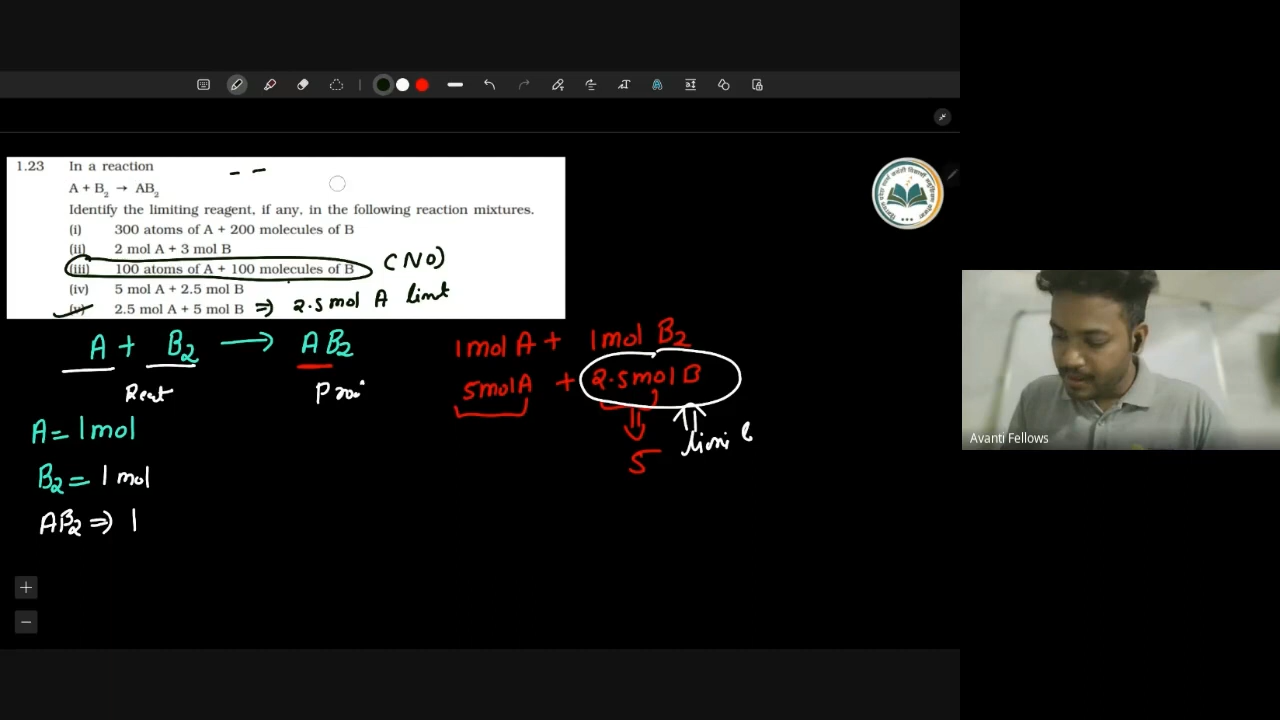 1.23 In a reaction
A + B₂ → AB₂
Identify the limiting reagent, if any, in the following reaction mixtures.
(i) 300 atoms of A + 200 molecules of B
(ii) 2 mol A + 3 mol B
(iii) 100 atoms of A + 100 molecules of B (NO)
(iv) 5 mol A + 2.5 mol B
(v) 2.5 mol A + 5 mol B ⇒ 2.5 mol A limt
A + B₂ → AB₂
A = 1 mol
B₂ = 1 mol
AB₂ ⇒ 1
1 mol A + 1 mol B₂
5 mol A + 2.5 mol B
5
Avanti Fellows